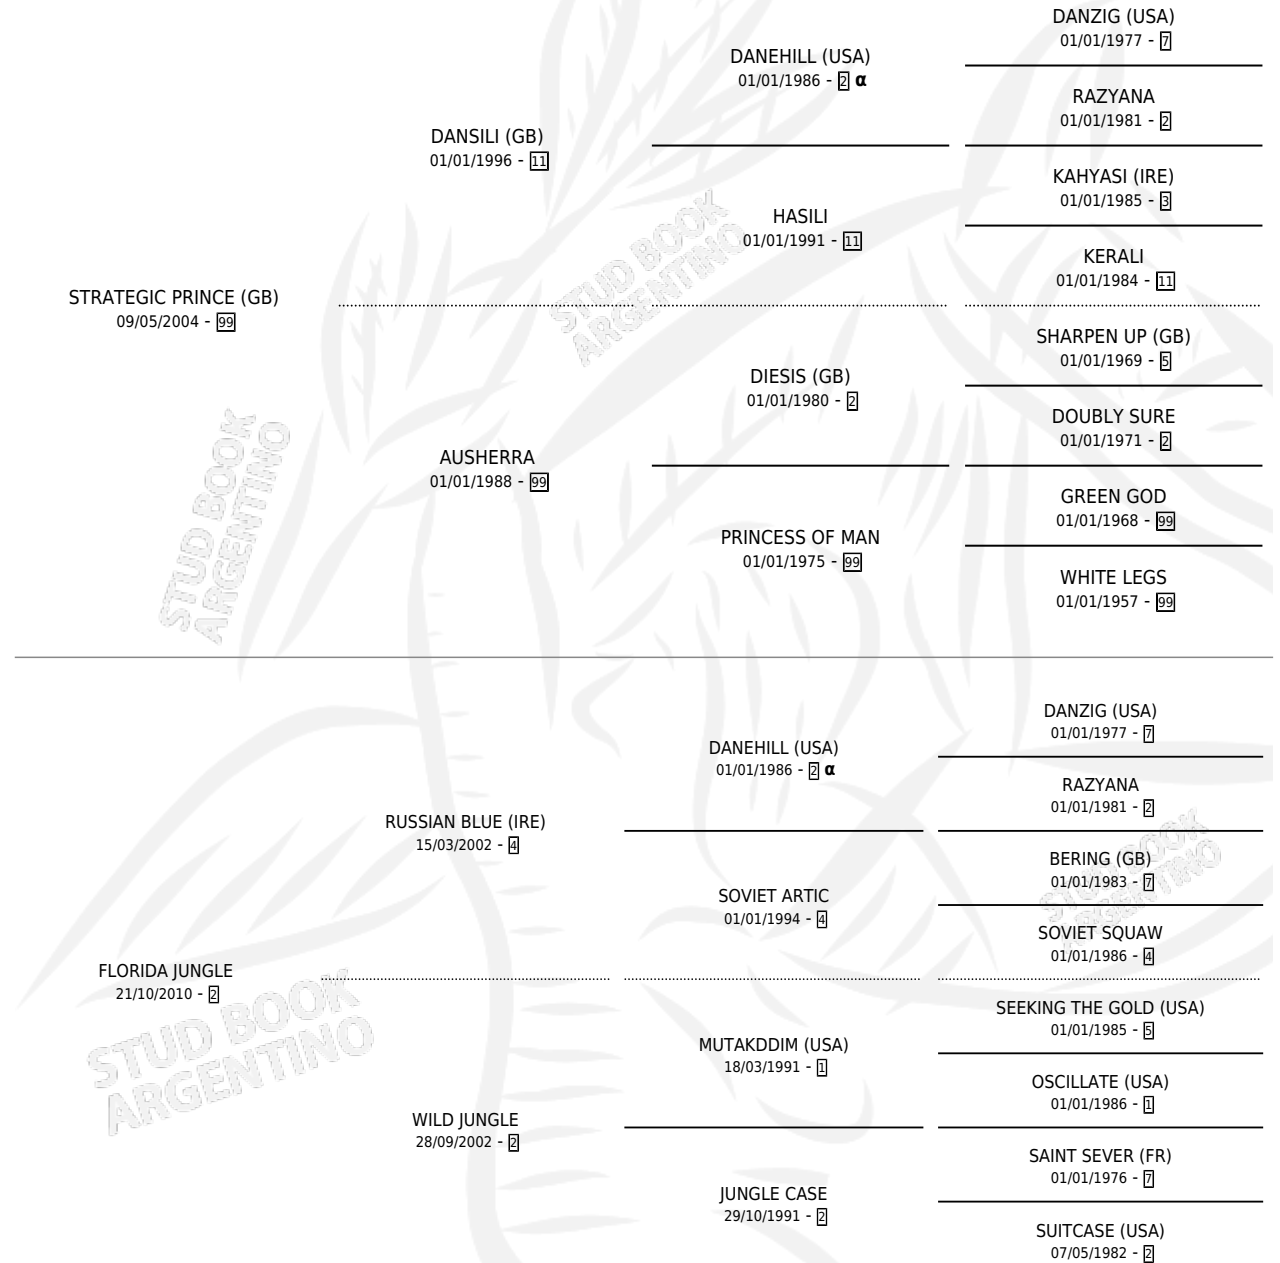 DANZIG (USA)
01/01/1977 - 7
DANEHILL (USA)
01/01/1986 - 2 α
RAZYANA
01/01/1981 - 2
DANSILI (GB)
01/01/1996 - 11
KAHYASI (IRE)
01/01/1985 - 3
HASILI
01/01/1991 - 11
KERALI
01/01/1984 - 11
STRATEGIC PRINCE (GB)
09/05/2004 - 99
SHARPEN UP (GB)
01/01/1969 - 5
DIESIS (GB)
01/01/1980 - 2
DOUBLY SURE
01/01/1971 - 2
AUSHERRA
01/01/1988 - 99
GREEN GOD
01/01/1968 - 99
PRINCESS OF MAN
01/01/1975 - 99
WHITE LEGS
01/01/1957 - 99
DANZIG (USA)
01/01/1977 - 7
DANEHILL (USA)
01/01/1986 - 2 α
RAZYANA
01/01/1981 - 2
RUSSIAN BLUE (IRE)
15/03/2002 - 4
BERING (GB)
01/01/1983 - 7
SOVIET ARTIC
01/01/1994 - 4
SOVIET SQUAW
01/01/1986 - 4
FLORIDA JUNGLE
21/10/2010 - 2
SEEKING THE GOLD (USA)
01/01/1985 - 5
MUTAKDDIM (USA)
18/03/1991 - 1
OSCILLATE (USA)
01/01/1986 - 1
WILD JUNGLE
28/09/2002 - 2
SAINT SEVER (FR)
01/01/1976 - 7
JUNGLE CASE
29/10/1991 - 2
SUITCASE (USA)
07/05/1982 - 2
STUD BOOK
ARGENTINO
STUD BOOK
ARGENTINO
STUD BOOK
ARGENTINO
STUD BOOK
ARGENTINO